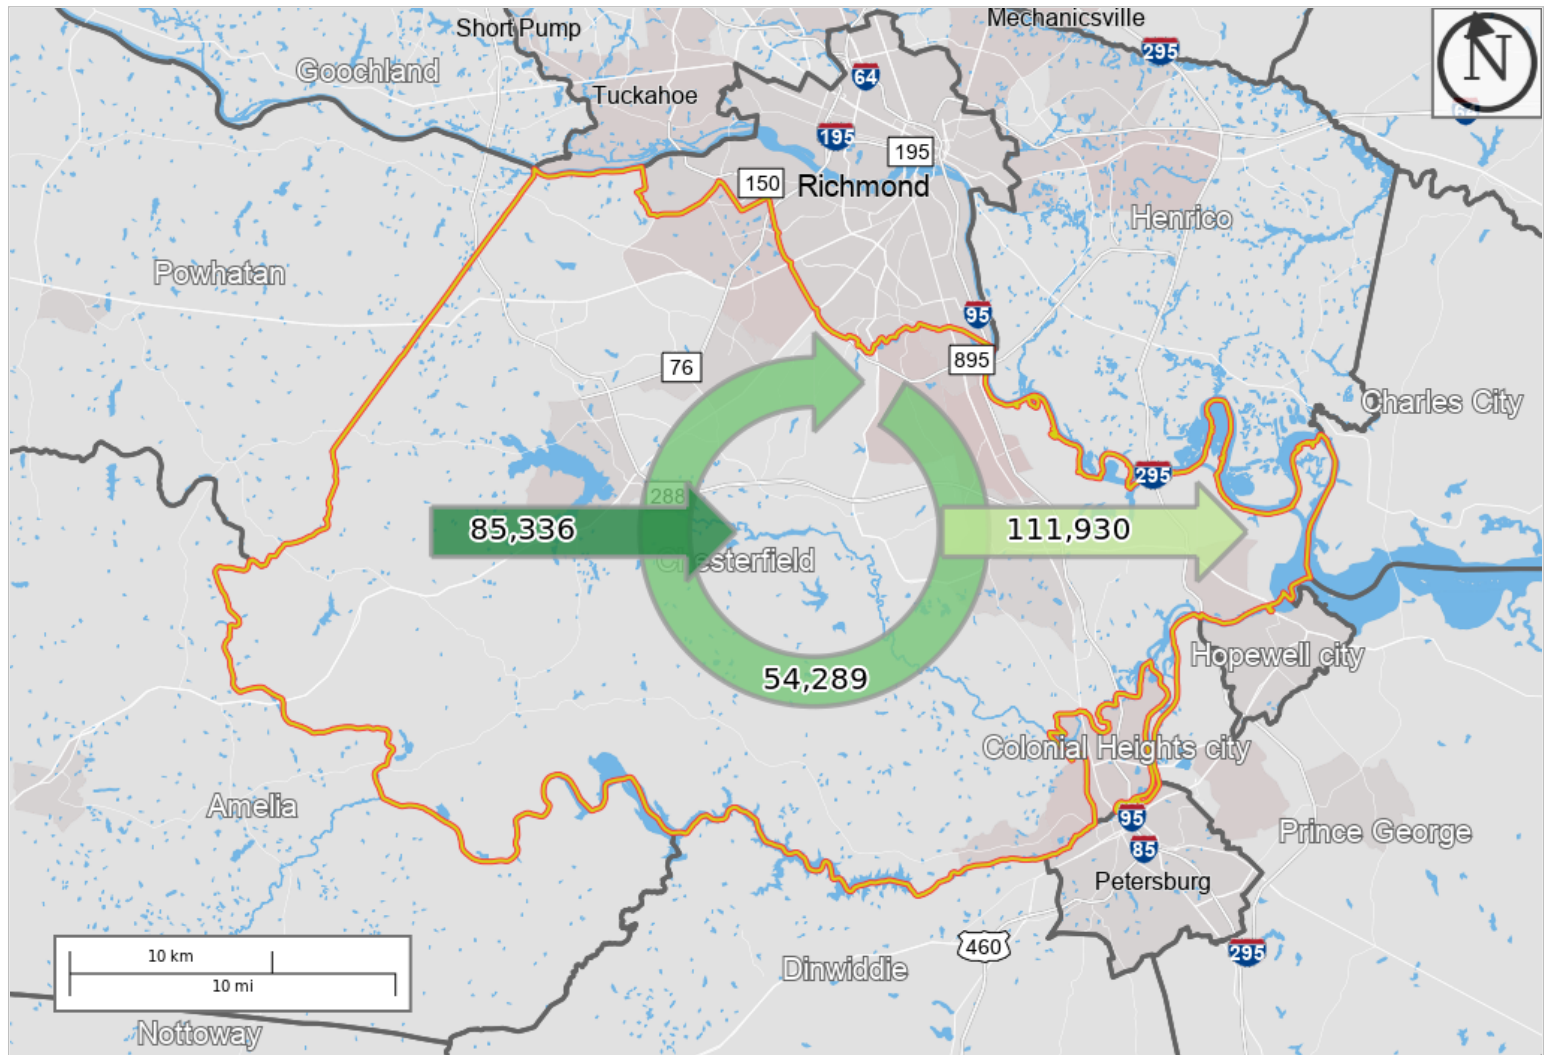 Short Pump
Mechanicsville
Goochland
295
64
N
Tuckahoe
195
195
150
Richmond
Henrico
Powhatan
95
76
895
Charles City
295
288
85,336
111,930
Chesterfield
Hopewell city
54,289
Colonial Heights city
Amelia
95
Prince George
85
Petersburg
460
295
10 km
Dinwiddie
10 mi
Nottoway